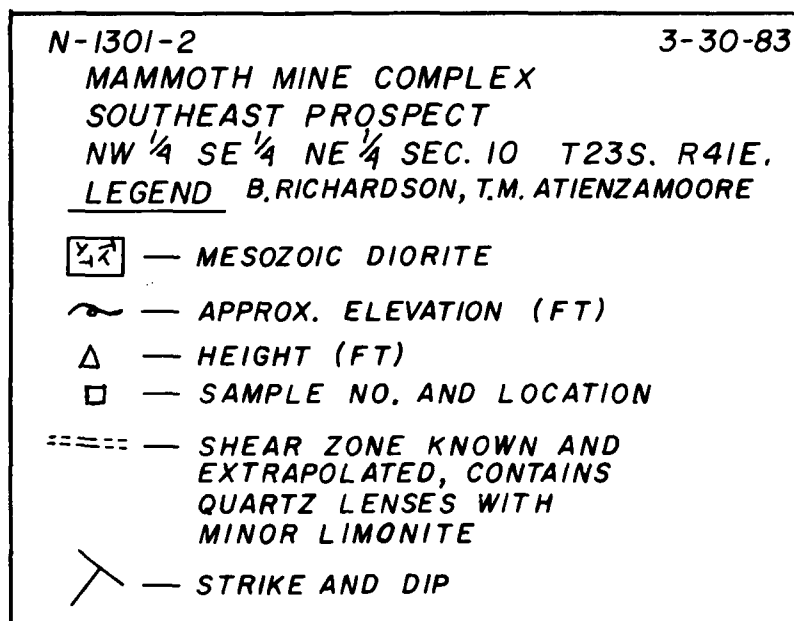 N-1301-2 3-30-83
MAMMOTH MINE COMPLEX
SOUTHEAST PROSPECT
NW 1/4 SE 1/4 NE 1/4 SEC. 10 T23S. R41E.
LEGEND B.RICHARDSON, T.M. ATIENZAMOORE
— MESOZOIC DIORITE
— APPROX. ELEVATION (FT)
— HEIGHT (FT)
— SAMPLE NO. AND LOCATION
— SHEAR ZONE KNOWN AND
EXTRAPOLATED, CONTAINS
QUARTZ LENSES WITH
MINOR LIMONITE
— STRIKE AND DIP